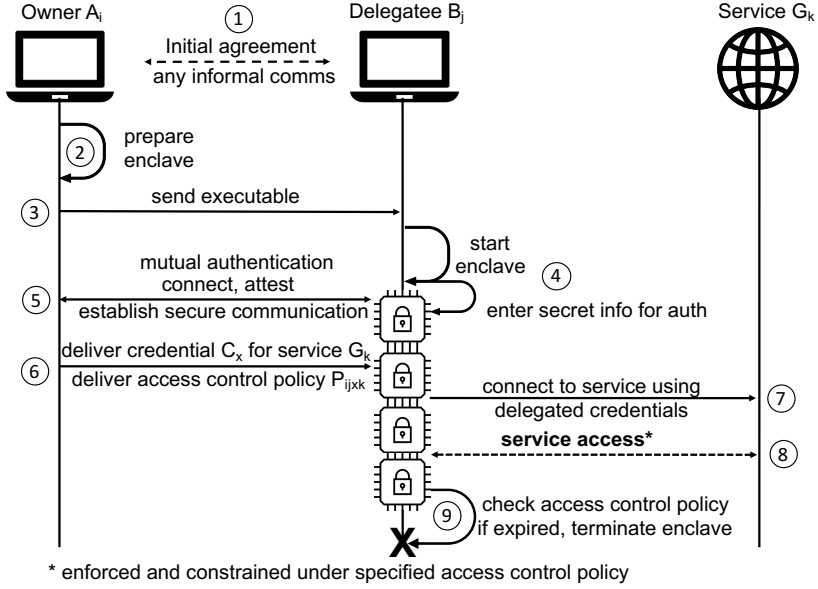 Owner Ai
Delegatee Bj
Service Gk
1
Initial agreement
any informal comms
2
prepare
enclave
3
send executable
start
enclave
4
enter secret info for auth
5
mutual authentication
connect, attest
establish secure communication
6
deliver credential Cx for service Gk
deliver access control policy Pijxk
connect to service using
delegated credentials
7
service access*
8
9
check access control policy
if expired, terminate enclave
X
* enforced and constrained under specified access control policy